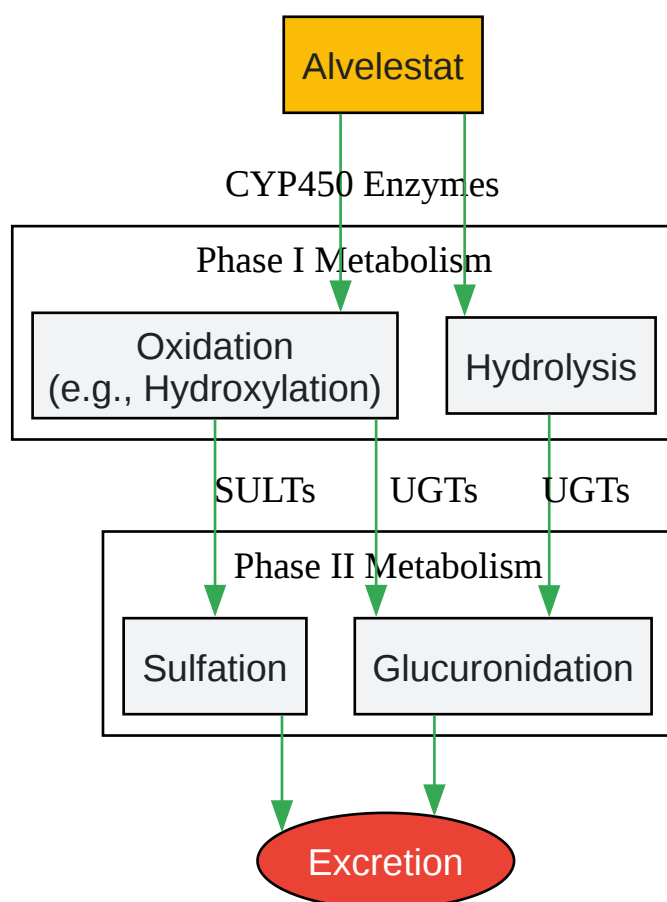 Alvelestat
CYP450 Enzymes
Phase I Metabolism
Oxidation
(e.g., Hydroxylation)
Hydrolysis
SULTs
UGTs
UGTs
Phase II Metabolism
Sulfation
Glucuronidation
Excretion